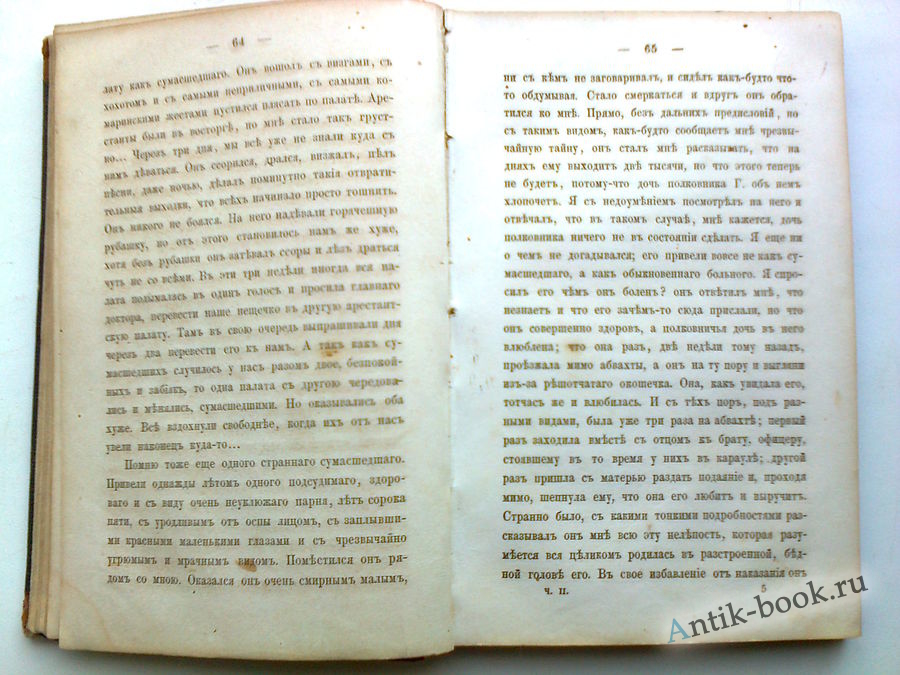 — 64 —
лату какъ сумасшедшаго. Онъ вошолъ съ визгами, съ
хохотомъ и съ самыми неприличными, съ самыми ко-
маринскими жестами пустился плясать по палатѣ. Аре-
станты были въ восторгѣ, но мнѣ стало такъ груст-
ко... Черезъ три дня, мы всѣ уже не знали куда съ
нимъ дѣваться. Онъ ссорился, дрался, визжалъ, пѣлъ
пѣсни, даже ночью, дѣлалъ поминутно такія отврати-
тельныя выходки, что всѣхъ начинало просто тошнить.
Онъ никого не боялся. На него надѣвали горячешную
рубашку, но отъ этого становилось намъ же хуже,
хотя безъ рубашки онъ затѣвалъ ссоры и лѣзъ драться
чуть не со всѣми. Въ эти три недѣли иногда вся па-
лата подымалась въ одинъ голосъ и просила главнаго
доктора, перевести наше нещечко въ другую арестант-
скую палату. Тамъ въ свою очередь выпрашивали дня
черезъ два перевести его къ намъ. А такъ какъ су-
масшедшихъ случилось у насъ разомъ двое, безпокой-
ныхъ и забіякъ, то одна палата съ другою чередова-
лись и мѣнялись, сумасшедшими. Но оказывались оба
хуже. Всѣ вздохнули свободнѣе, когда ихъ отъ насъ
увели наконецъ куда-то...
Помню тоже еще одного страннаго сумасшедшаго.
Привели однажды лѣтомъ одного подсудимаго, здоро-
ваго и съ виду очень неуклюжаго парня, лѣтъ сорока
пяти, съ уродливымъ отъ оспы лицомъ, съ заплывши-
ми красными маленькими глазами и съ чрезвычайно
угрюмымъ и мрачнымъ видомъ. Помѣстился онъ ря-
домъ со мною. Оказался онъ очень смирнымъ малымъ,
— 65 —
ни съ кѣмъ не заговаривалъ, и сидѣлъ какъ-будто что-
то обдумывая. Стало смеркаться и вдругъ онъ обра-
тился ко мнѣ. Прямо, безъ дальнихъ предисловій, но
съ такимъ видомъ, какъ-будто сообщаетъ мнѣ чрезвы-
чайную тайну, онъ сталъ мнѣ расказывать, что на
дняхъ ему выходитъ двѣ тысячи, но что этого теперь
не будетъ, потому-что дочь полковника Г. объ немъ
хлопочетъ. Я съ недоумѣніемъ посмотрѣлъ на него и
отвѣчалъ, что въ такомъ случаѣ, мнѣ кажется, дочь
полковника ничего не въ состояніи сдѣлать. Я еще ни
о чемъ не догадывался; его привели вовсе не какъ су-
масшедшаго, а какъ обыкновеннаго больного. Я спро-
силъ его чѣмъ онъ боленъ? онъ отвѣтилъ мнѣ, что
незнаетъ и что его зачѣмъ-то сюда прислали, но что
онъ совершенно здоровъ, а полковничья дочь въ него
влюблена; что она разъ, двѣ недѣли тому назадъ,
проѣзжала мимо абвахты, а онъ на ту пору и выгляни
изъ-за рѣшотчатаго окошечка. Она, какъ увидала его,
тотчасъ же и влюбилась. И съ тѣхъ поръ, подъ раз-
ными видами, была уже три раза на абвахтѣ; первый
разъ заходила вмѣстѣ съ отцомъ къ брату, офицеру,
стоявшему въ то время у нихъ въ караулѣ; другой
разъ пришла съ матерью раздать подаяніе и, проходя
мимо, шепнула ему, что она его любитъ и выручитъ.
Странно было, съ какими тонкими подробностями рас-
сказывалъ онъ мнѣ всю эту нелѣпость, которая разу-
мѣется вся цѣликомъ родилась въ разстроенной, бѣд-
ной головѣ его. Въ свое избавленіе отъ наказанія онъ
Ч. II. 5
Antik-book.ru